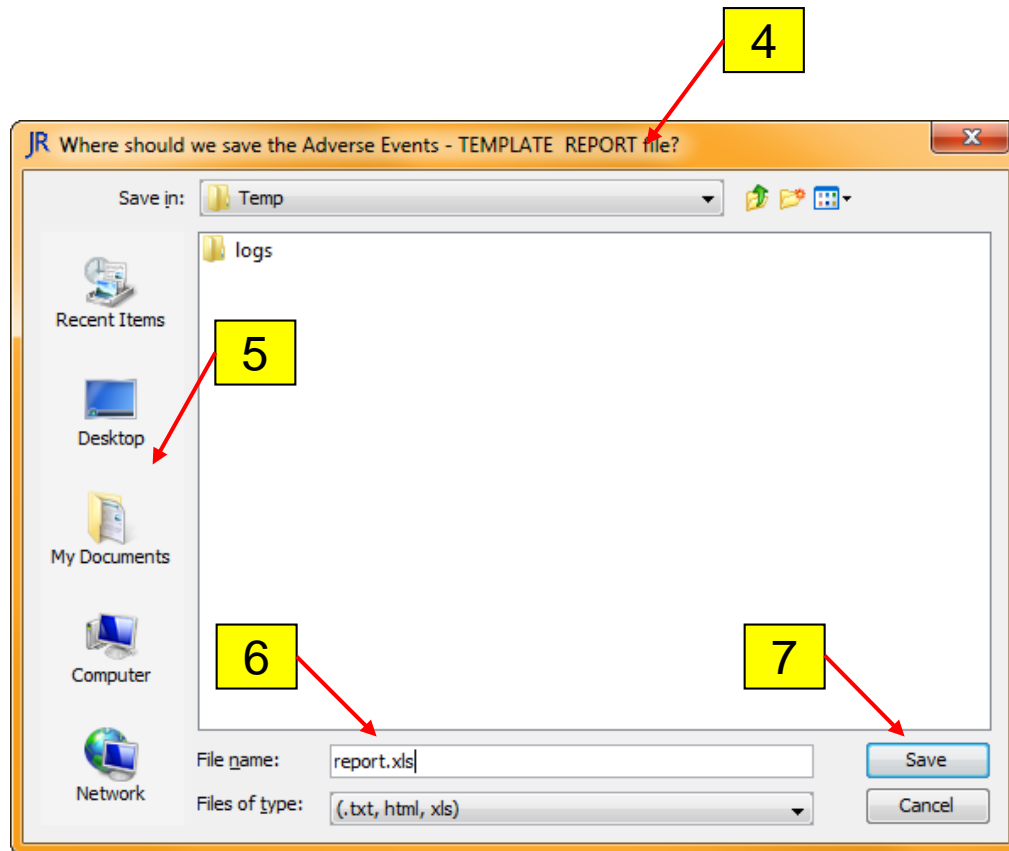 4
JR Where should we save the Adverse Events - TEMPLATE REPORT file?
x
Save in: Temp
logs
Recent Items
5
Desktop
My Documents
Computer
6
7
Network
File name: report.xls
Save
Files of type: (.txt, html, xls)
Cancel